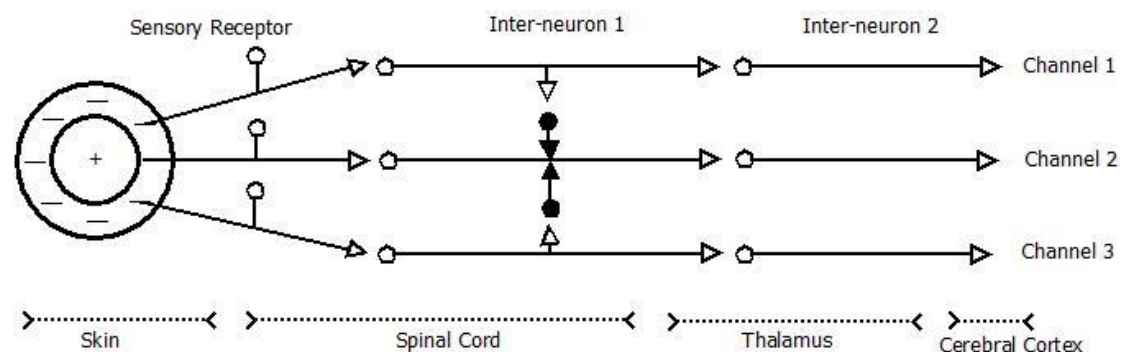 Sensory Receptor
Inter-neuron 1
Inter-neuron 2
Channel 1
Channel 2
Channel 3
+
Skin
Spinal Cord
Thalamus
Cerebral Cortex